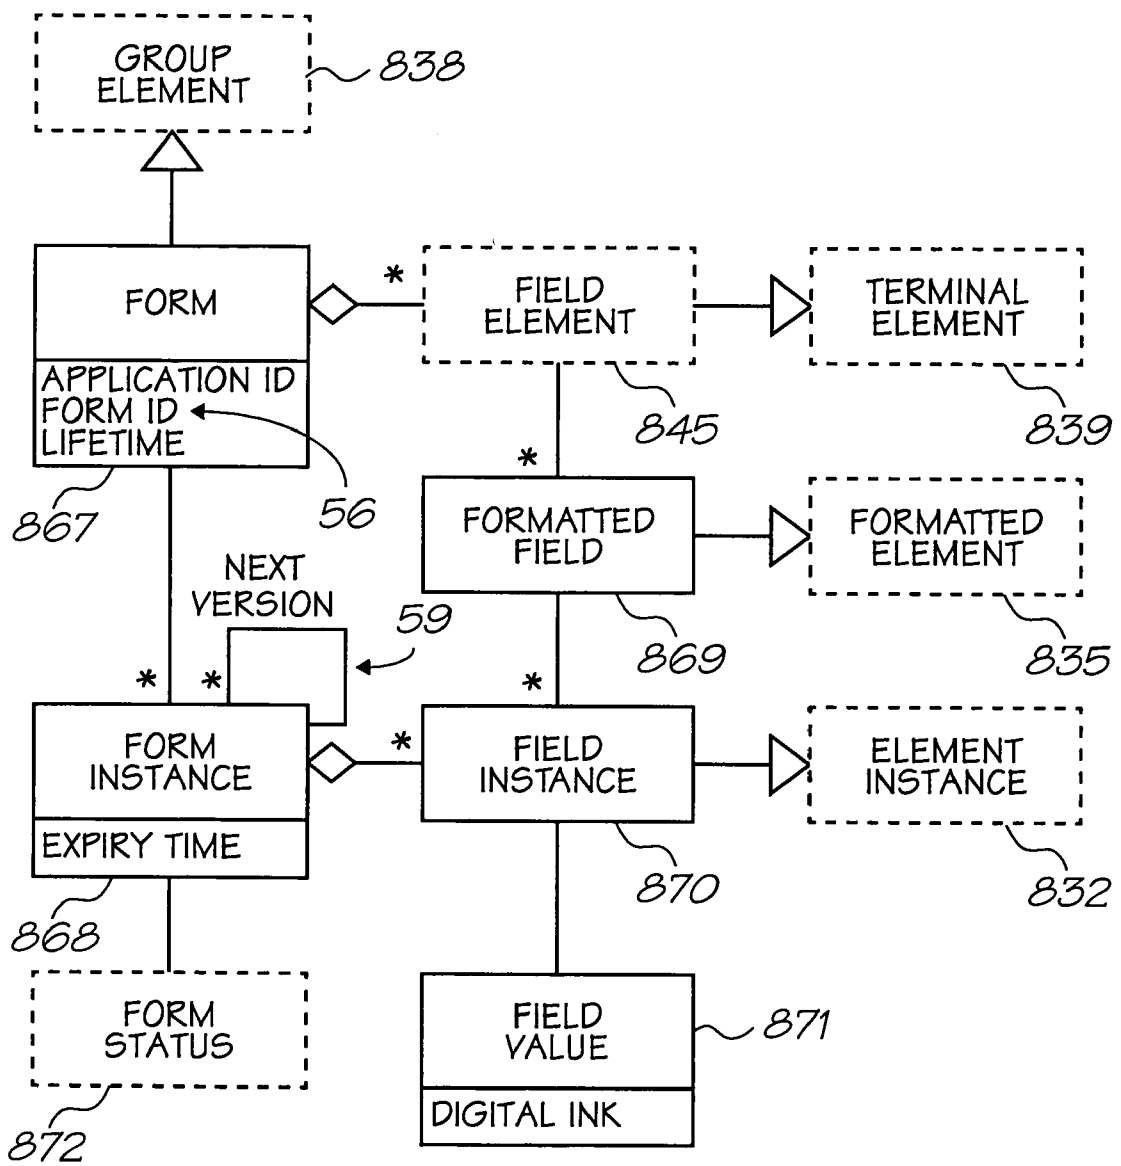 GROUP
ELEMENT
838
FORM
APPLICATION ID
FORM ID
LIFETIME
867
56
*
FIELD
ELEMENT
845
TERMINAL
ELEMENT
839
*
FORMATTED
FIELD
869
FORMATTED
ELEMENT
835
NEXT
VERSION
59
*
*
FORM
INSTANCE
EXPIRY TIME
868
*
*
FIELD
INSTANCE
870
ELEMENT
INSTANCE
832
FORM
STATUS
872
FIELD
VALUE
DIGITAL INK
871